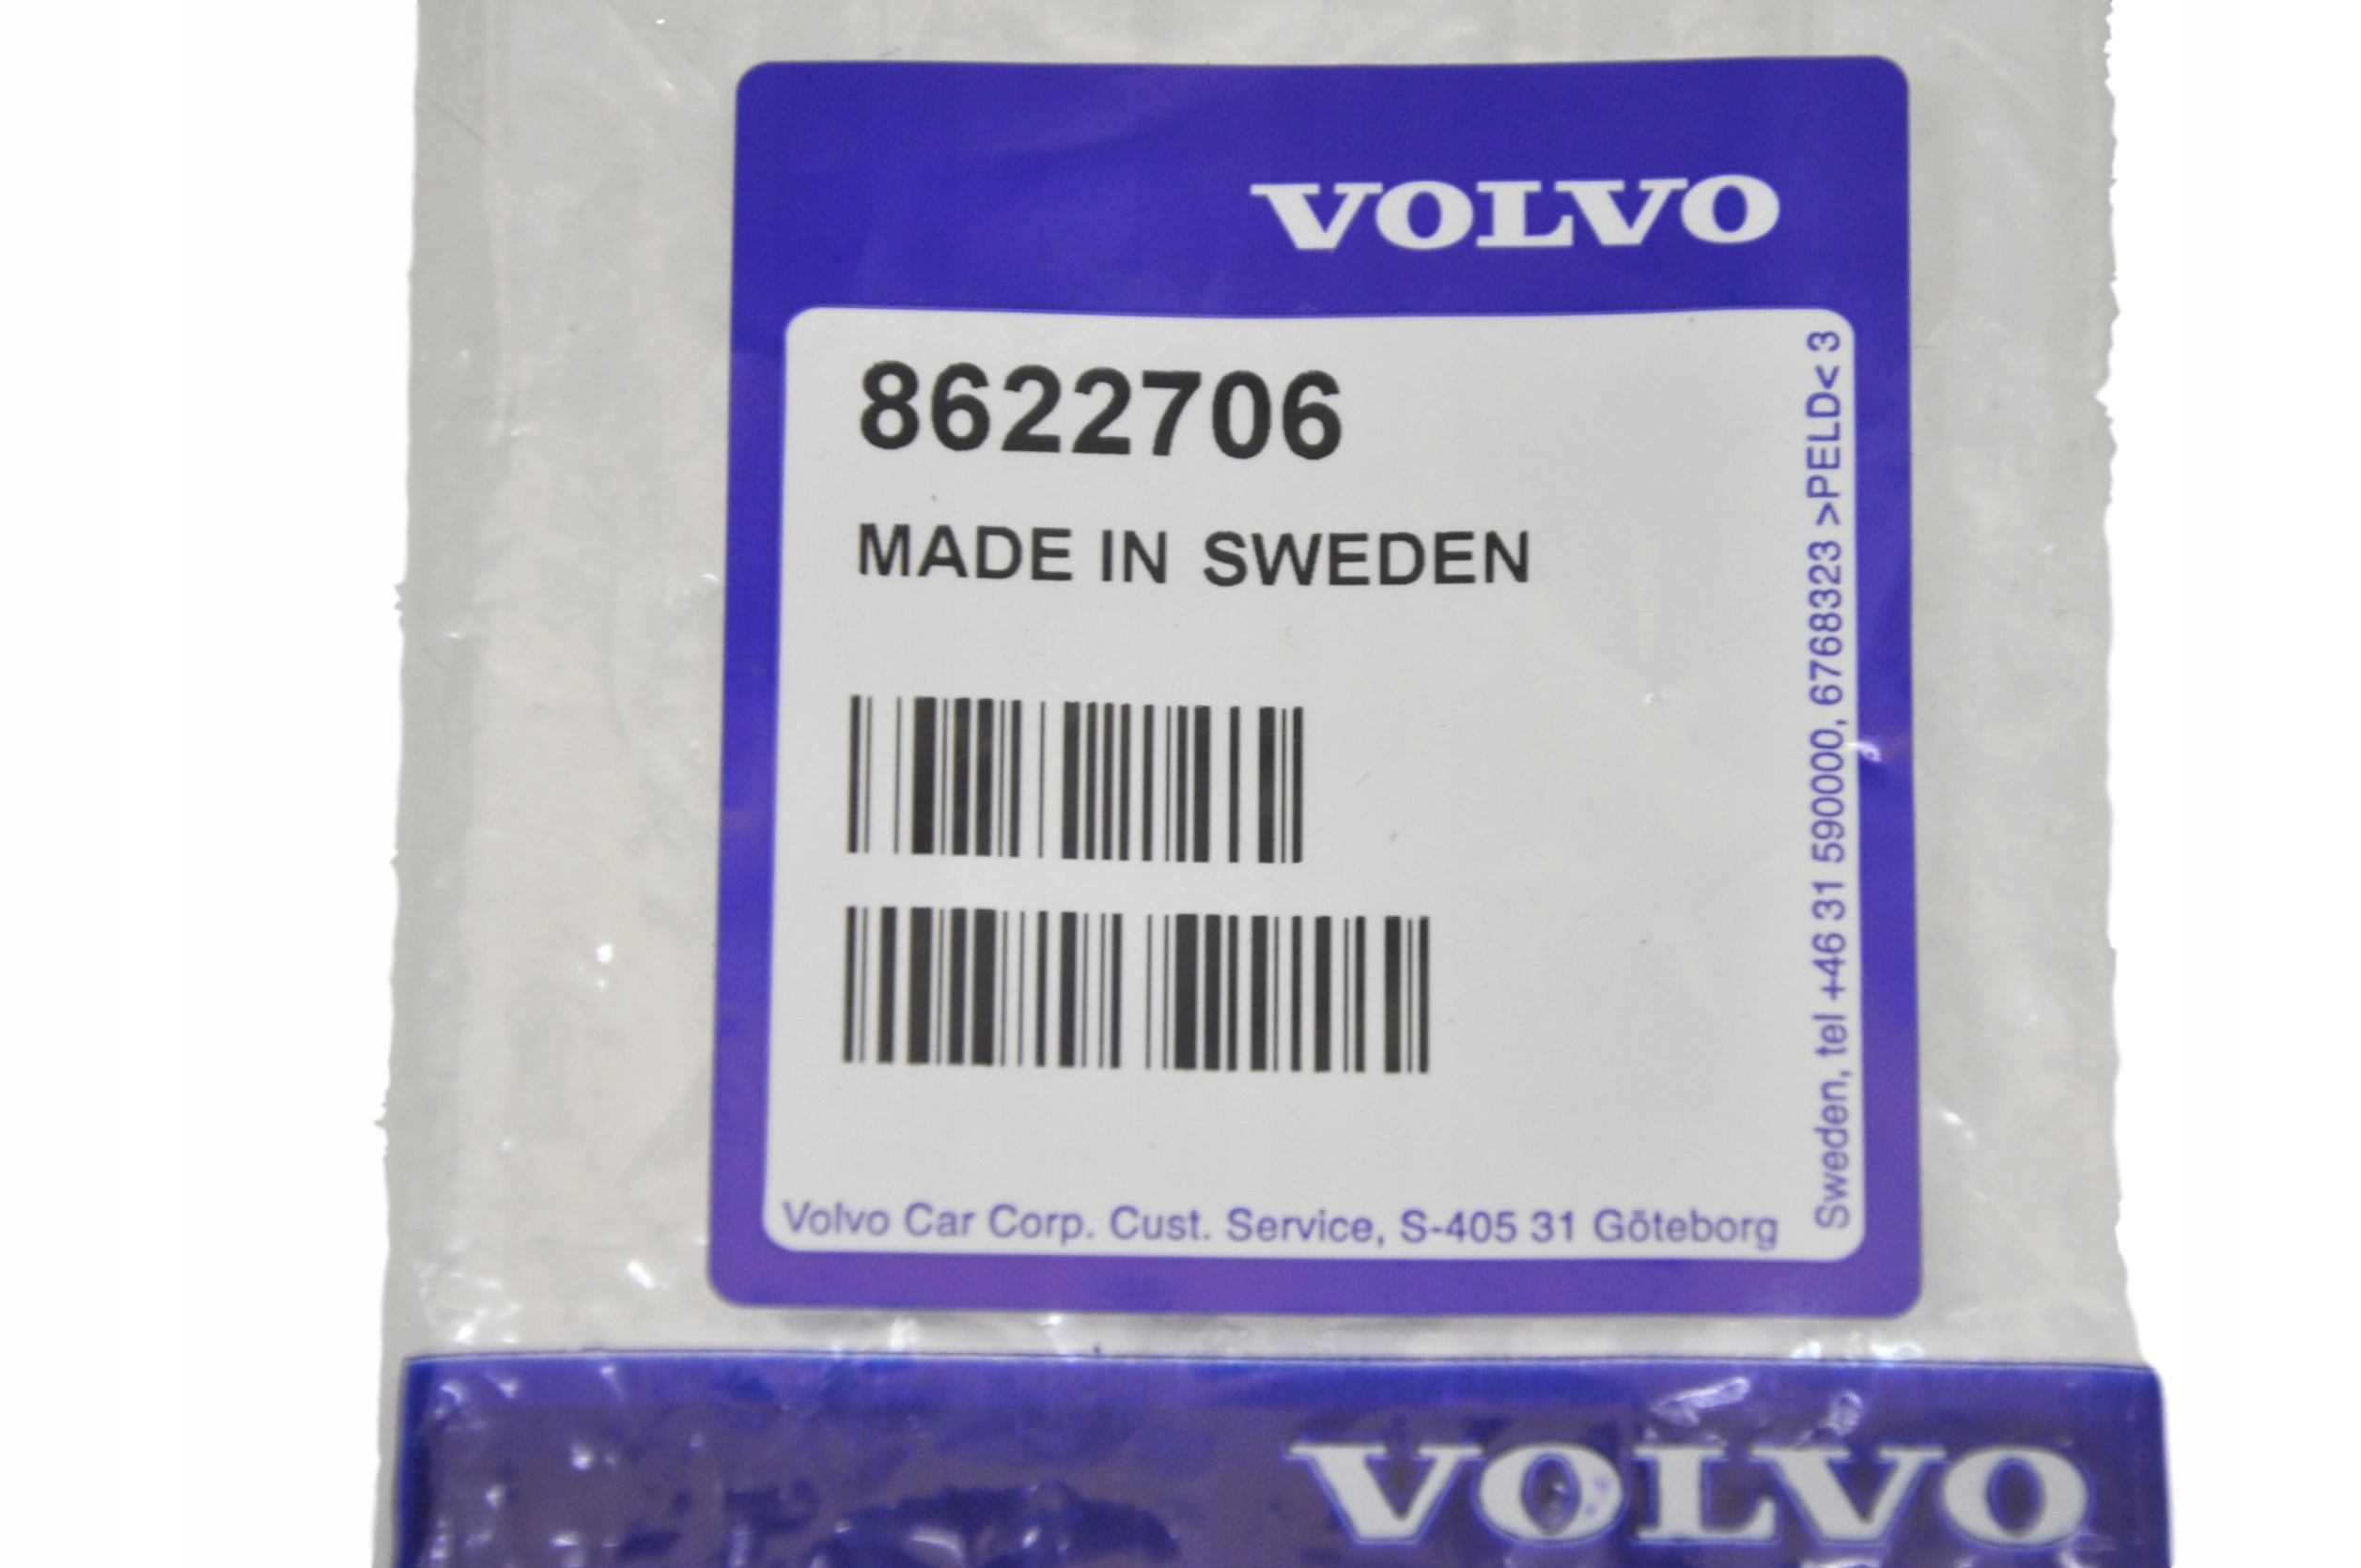 VOLVO
8622706
MADE IN SWEDEN
Volvo Car Corp. Cust. Service, S-405 31 Göteborg
Sweden, tel +46 31 590000, 6768323 >PELD< 3
VOLVO